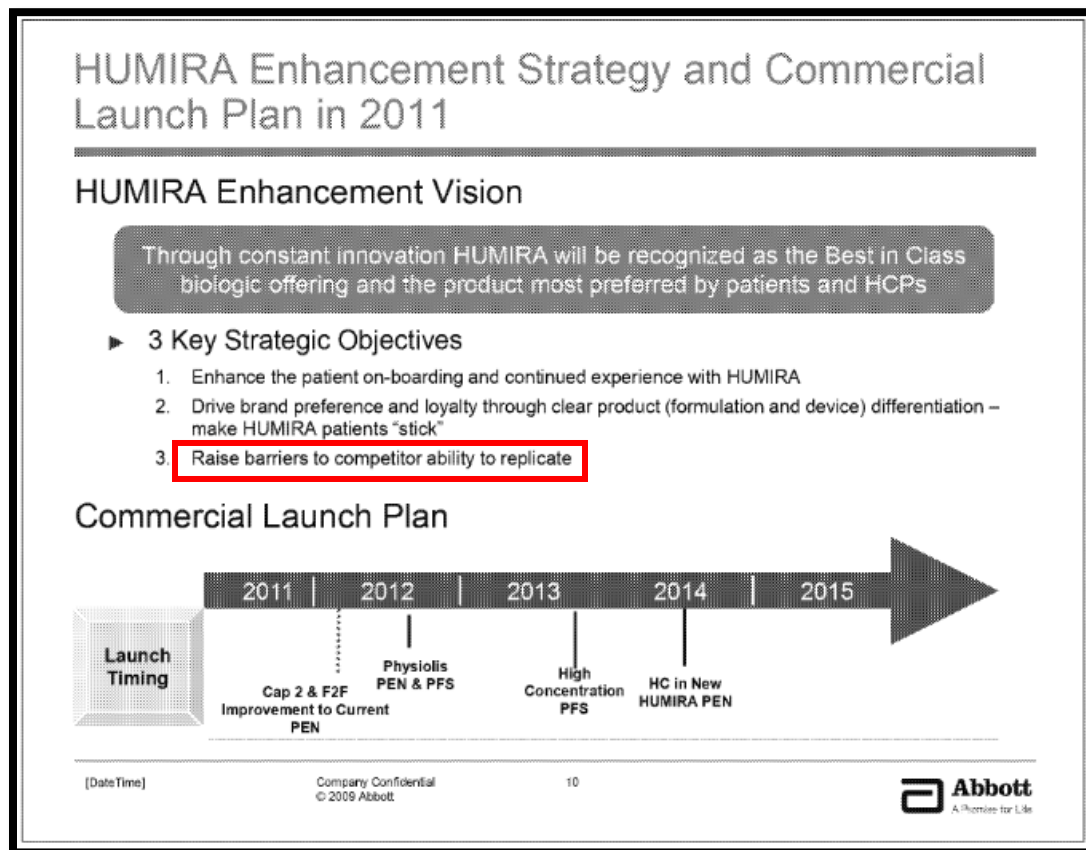 HUMIRA Enhancement Strategy and Commercial
Launch Plan in 2011
HUMIRA Enhancement Vision
Through constant innovation HUMIRA will be recognized as the Best in Class
biologic offering and the product most preferred by patients and HCPs
► 3 Key Strategic Objectives
1. Enhance the patient on-boarding and continued experience with HUMIRA
2. Drive brand preference and loyalty through clear product (formulation and device) differentiation –
make HUMIRA patients “stick”
3. Raise barriers to competitor ability to replicate
Commercial Launch Plan
2011 2012 2013 2014 2015
Launch
Timing
Cap 2 & F2F
Improvement to Current
PEN
Physiolis
PEN & PFS
High
Concentration
PFS
HC in New
HUMIRA PEN
[DateTime]
Company Confidential
© 2009 Abbott
10
Abbott
A Promise for Life